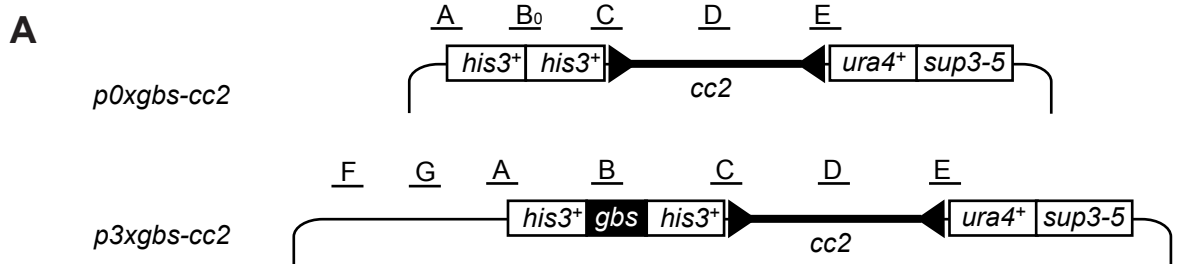 A
A B₀ C D E
his3⁺ his3⁺ ura4⁺ sup3-5
p0xgbs-cc2
cc2
F G A B C D E
his3⁺ gbs his3⁺ ura4⁺ sup3-5
p3xgbs-cc2
cc2